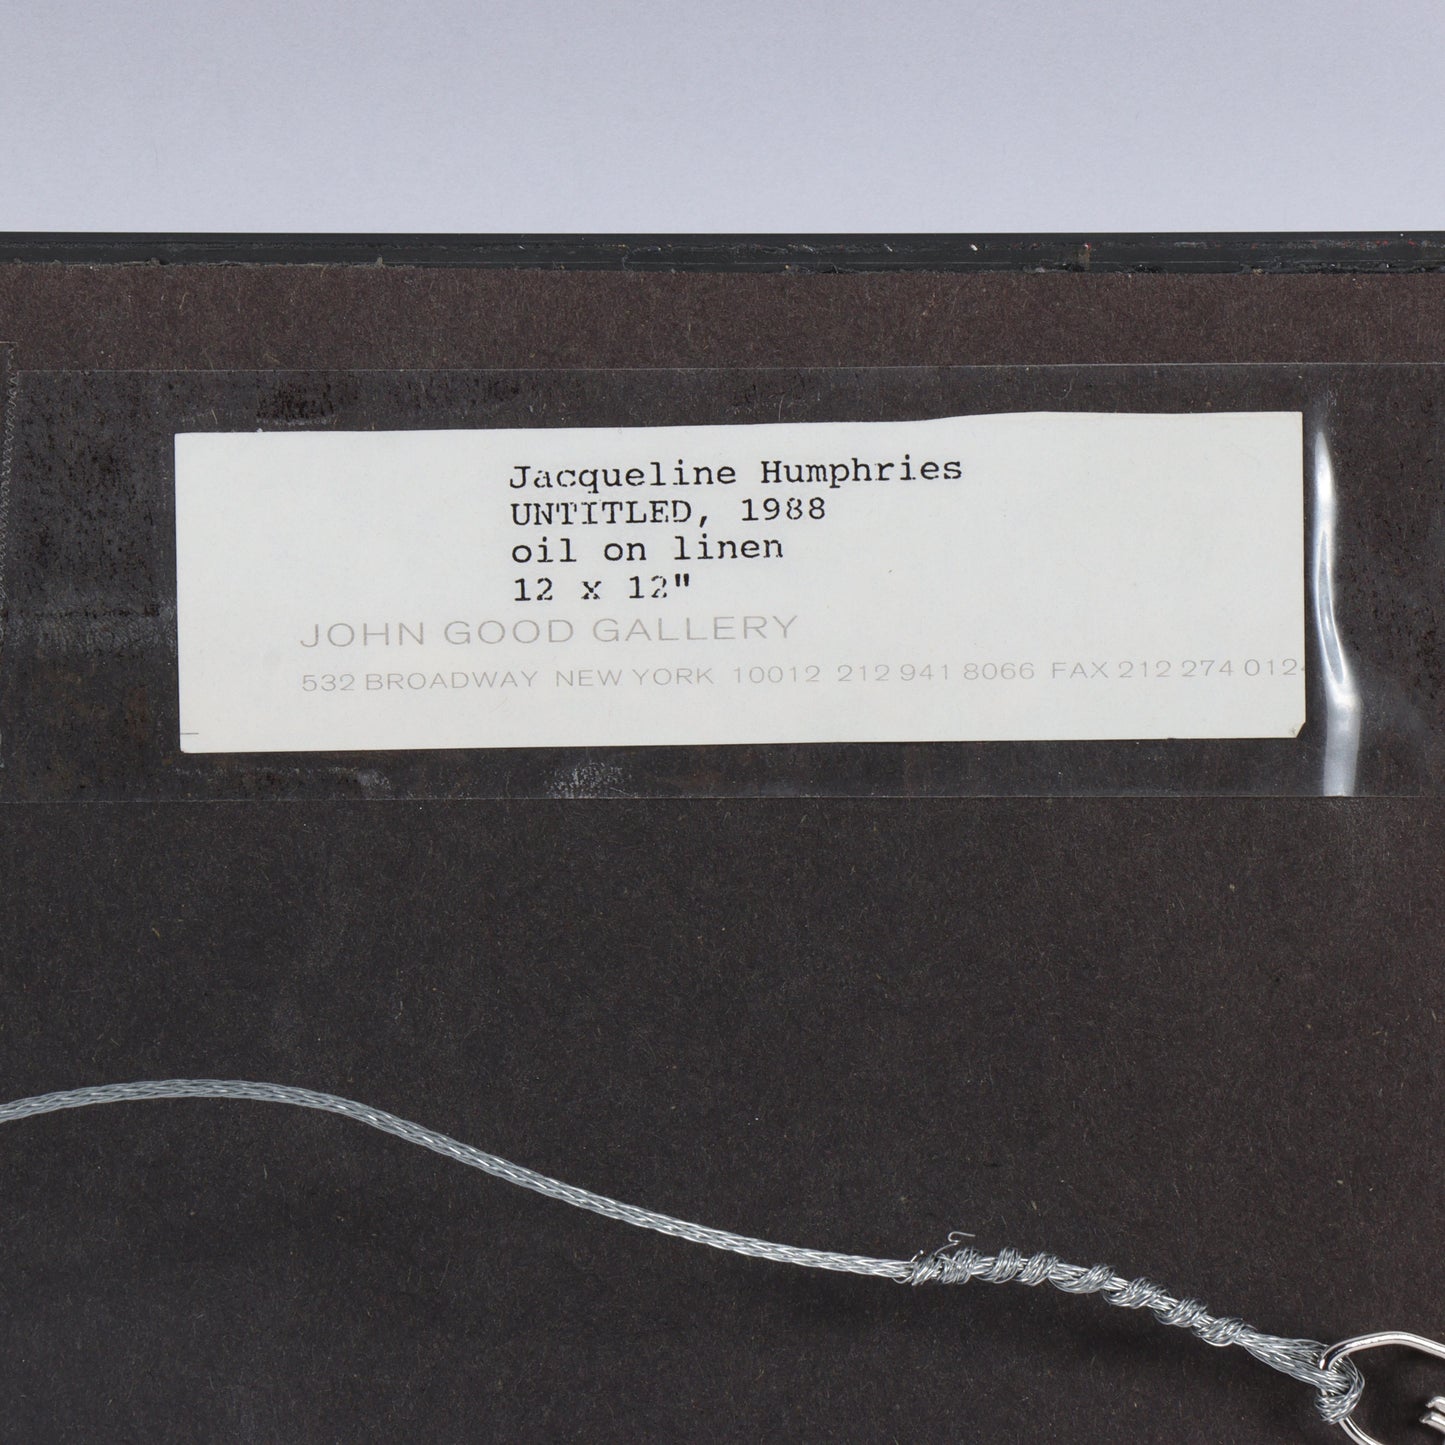 Jacqueline Humphries
UNTITLED, 1988
oil on linen
12 x 12"
JOHN GOOD GALLERY
532 BROADWAY NEW YORK 10012 212 941 8066 FAX 212 274 0124